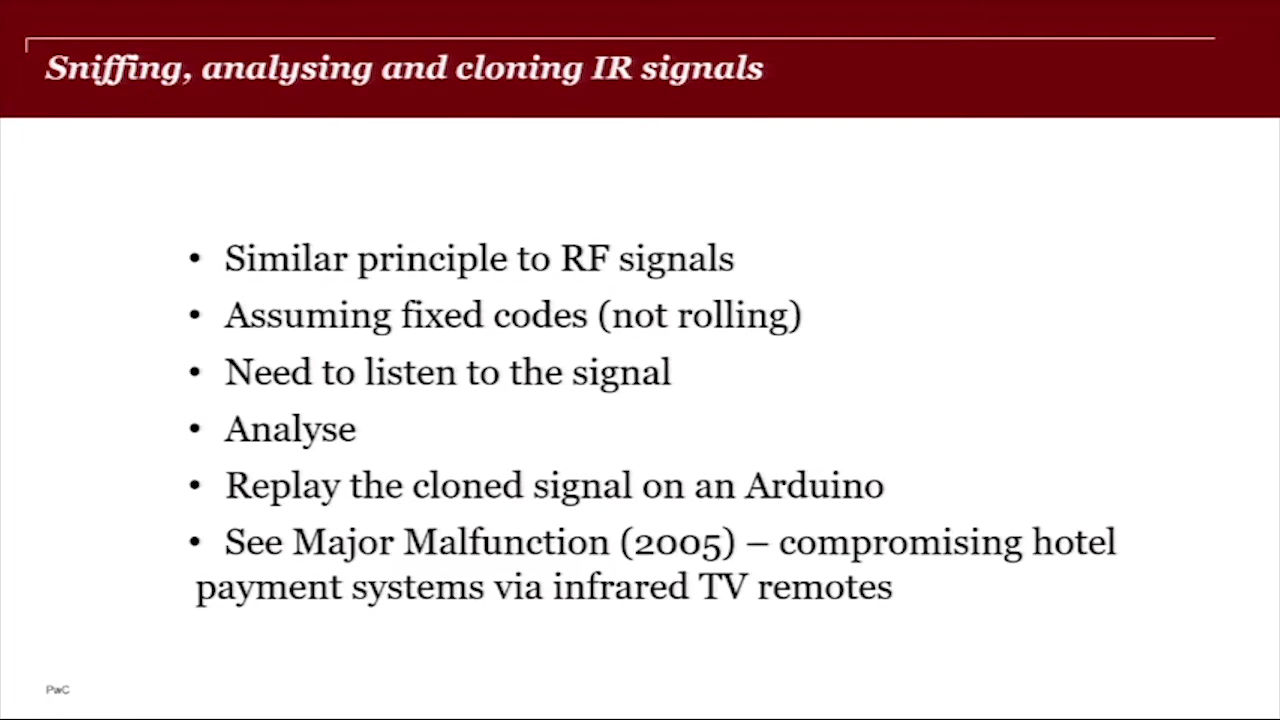 Sniffing, analysing and cloning IR signals
• Similar principle to RF signals
• Assuming fixed codes (not rolling)
• Need to listen to the signal
• Analyse
• Replay the cloned signal on an Arduino
• See Major Malfunction (2005) – compromising hotel
payment systems via infrared TV remotes
PwC